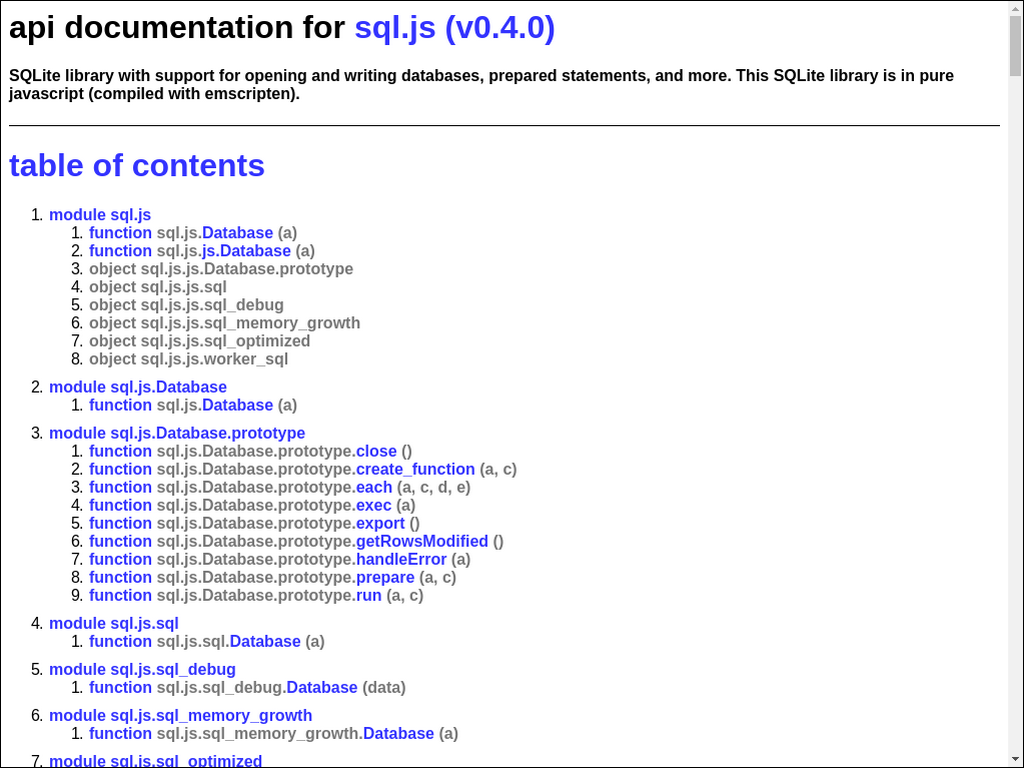 api documentation for sql.js (v0.4.0)
SQLite library with support for opening and writing databases, prepared statements, and more. This SQLite library is in pure
javascript (compiled with emscripten).
table of contents
1. module sql.js
1. function sql.js.Database (a)
2. function sql.js.js.Database (a)
3. object sql.js.js.Database.prototype
4. object sql.js.js.sql
5. object sql.js.js.sql_debug
6. object sql.js.js.sql_memory_growth
7. object sql.js.js.sql_optimized
8. object sql.js.js.worker_sql
2. module sql.js.Database
1. function sql.js.Database (a)
3. module sql.js.Database.prototype
1. function sql.js.Database.prototype.close ()
2. function sql.js.Database.prototype.create_function (a, c)
3. function sql.js.Database.prototype.each (a, c, d, e)
4. function sql.js.Database.prototype.exec (a)
5. function sql.js.Database.prototype.export ()
6. function sql.js.Database.prototype.getRowsModified ()
7. function sql.js.Database.prototype.handleError (a)
8. function sql.js.Database.prototype.prepare (a, c)
9. function sql.js.Database.prototype.run (a, c)
4. module sql.js.sql
1. function sql.js.sql.Database (a)
5. module sql.js.sql_debug
1. function sql.js.sql_debug.Database (data)
6. module sql.js.sql_memory_growth
1. function sql.js.sql_memory_growth.Database (a)
7. module sql.js.sql_optimized